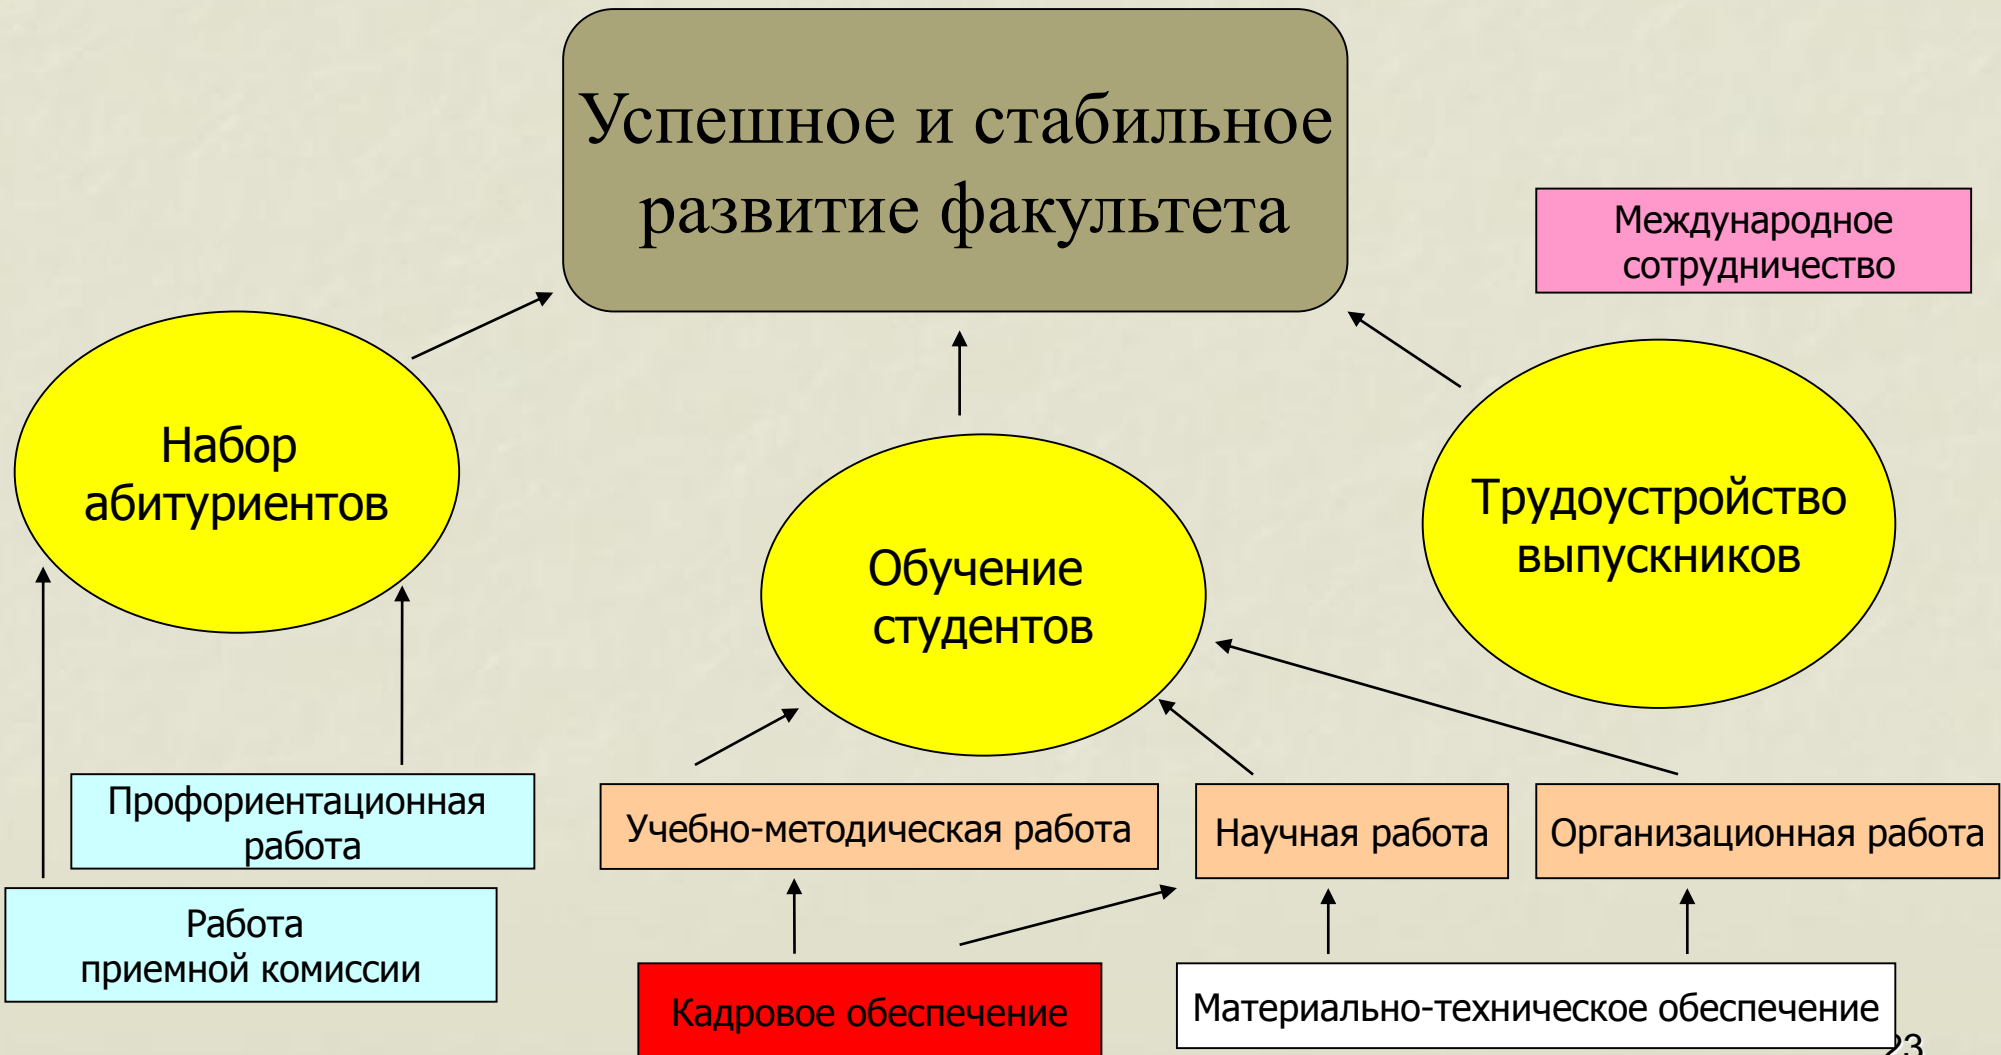 Успешное и стабильное
развитие факультета
Международное
сотрудничество
Набор
абитуриентов
Обучение
студентов
Трудоустройство
выпускников
Профориентационная
работа
Работа
приемной комиссии
Учебно-методическая работа
Научная работа
Организационная работа
Кадровое обеспечение
Материально-техническое обеспечение
23